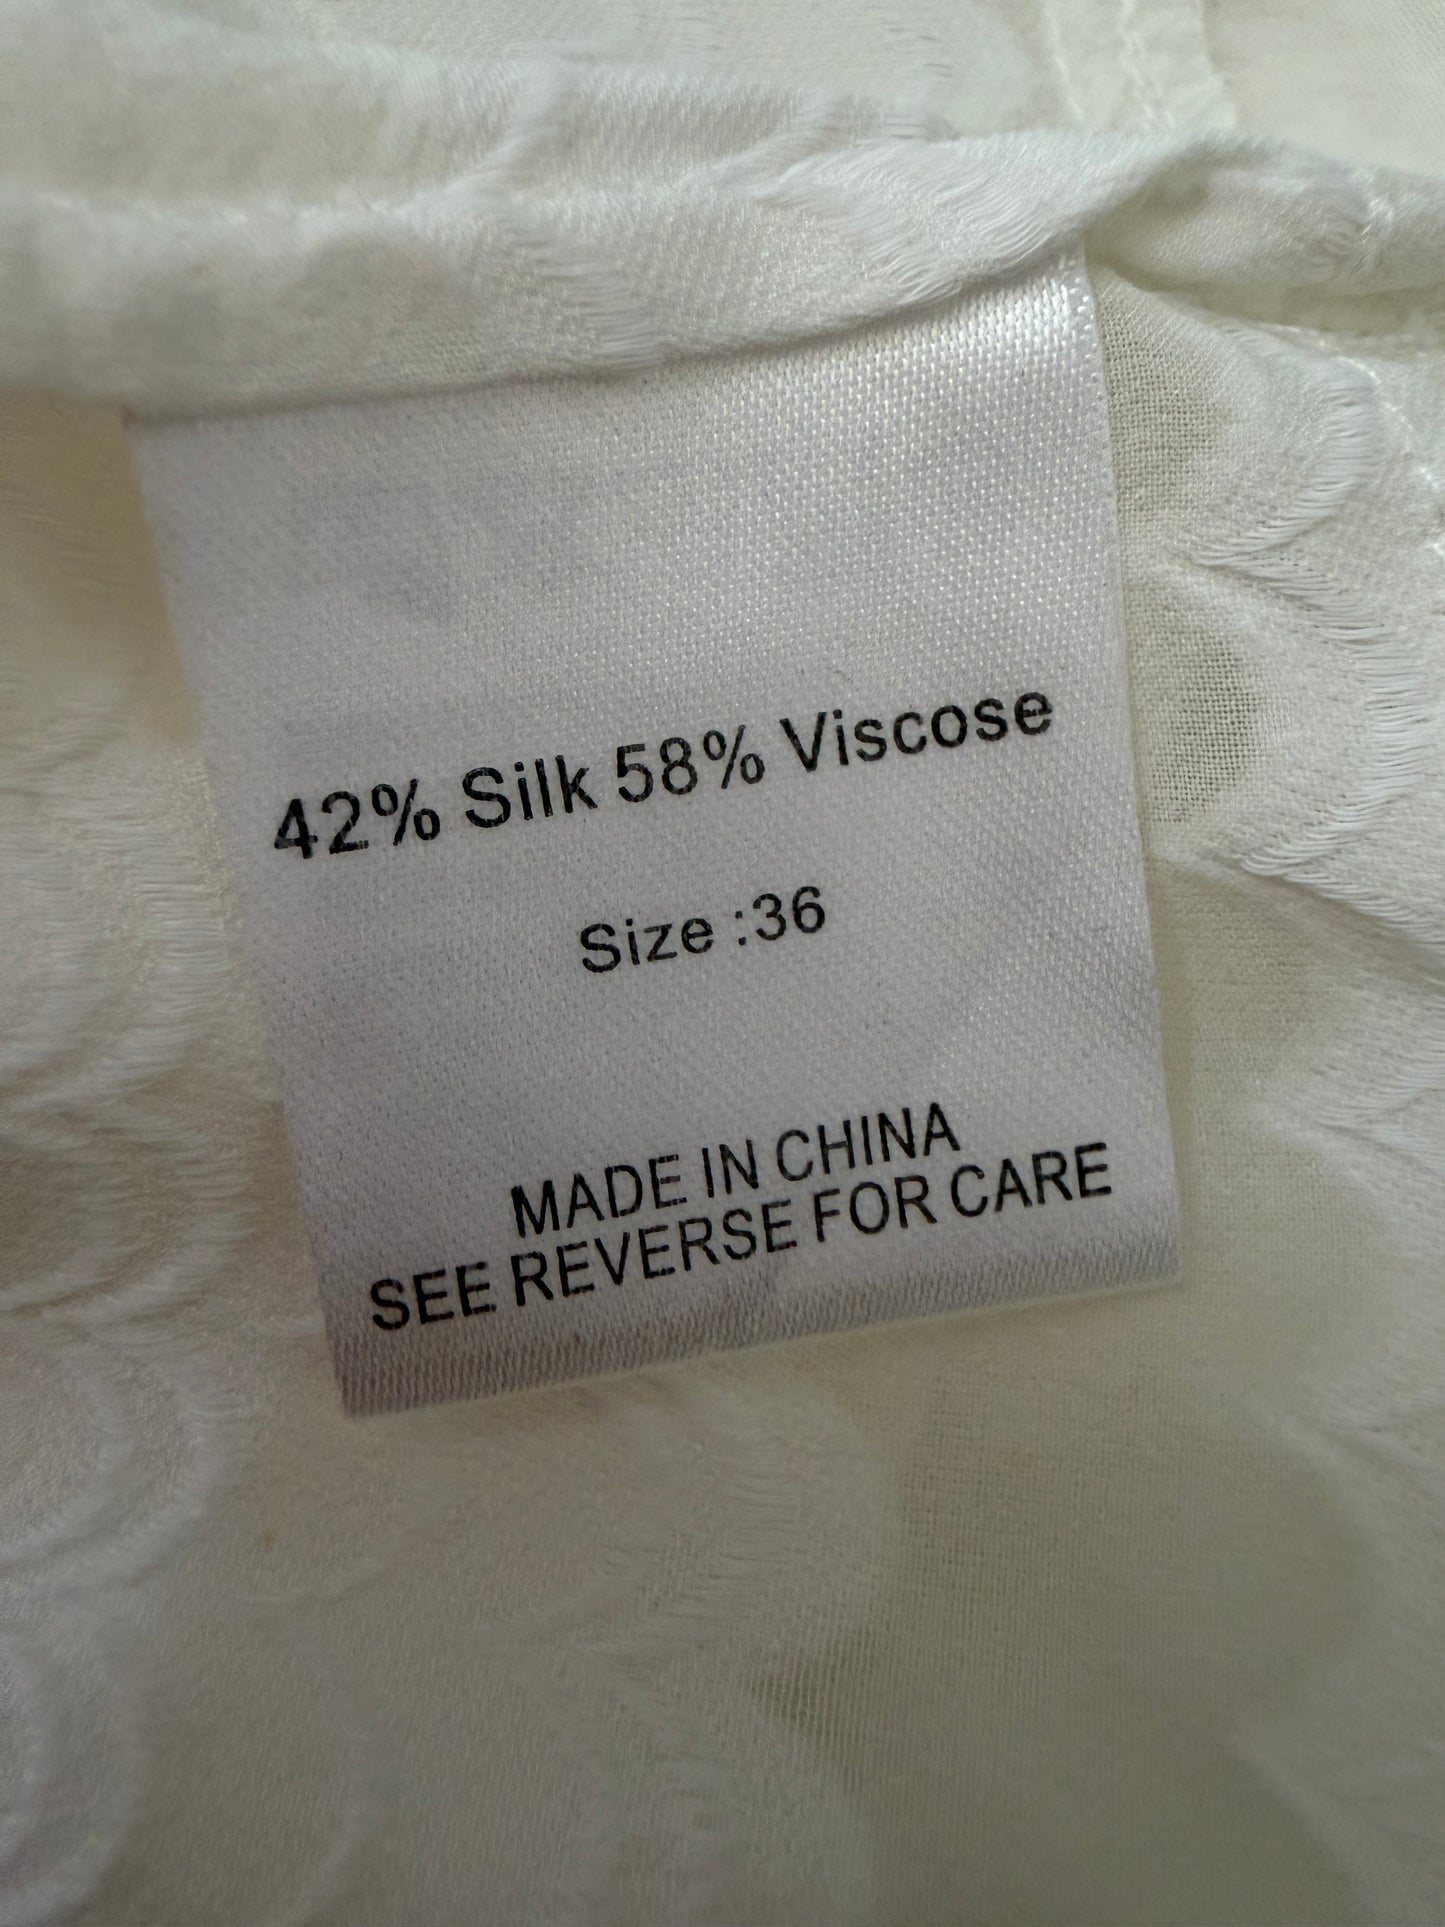 42% Silk 58% Viscose
Size :36
MADE IN CHINA
SEE REVERSE FOR CARE